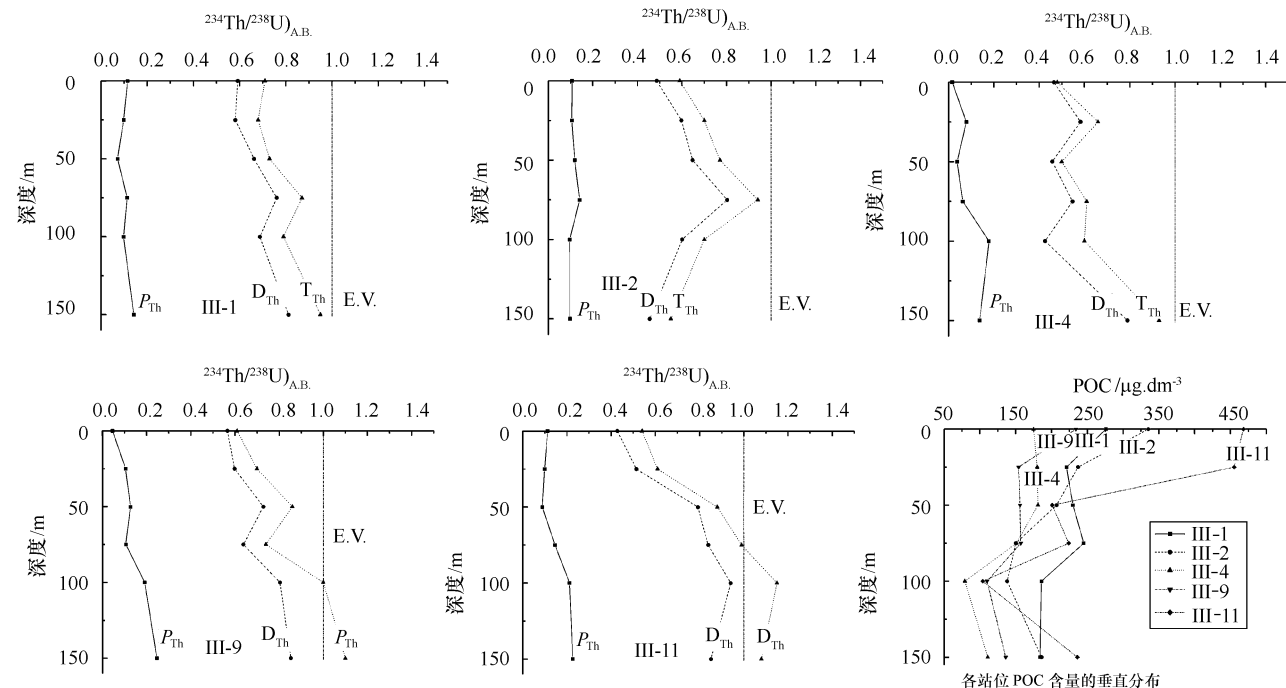 ²³⁴Th/²³⁸U)A.B.
0.0 0.2 0.4 0.6 0.8 1.0 1.2 1.4
0
50
100
150
深度/m
PTh
III-1
DTh
TTh
E.V.
²³⁴Th/²³⁸U)A.B.
0.0 0.2 0.4 0.6 0.8 1.0 1.2 1.4
0
50
100
150
深度/m
PTh
III-2
DTh
TTh
E.V.
²³⁴Th/²³⁸U)A.B.
0.0 0.2 0.4 0.6 0.8 1.0 1.2 1.4
0
50
100
150
深度/m
PTh
III-4
DTh
TTh
E.V.
²³⁴Th/²³⁸U)A.B.
0.0 0.2 0.4 0.6 0.8 1.0 1.2 1.4
0
50
100
150
深度/m
E.V.
PTh
III-9
DTh
PTh
²³⁴Th/²³⁸U)A.B.
0.0 0.2 0.4 0.6 0.8 1.0 1.2 1.4
0
50
100
150
深度/m
E.V.
PTh
III-11
DTh
DTh
POC /μg.dm⁻³
50 150 250 350 450
0
50
100
150
深度/m
III-9
III-1
III-2
III-11
III-4
III-1
III-2
III-4
III-9
III-11
各站位 POC 含量的垂直分布